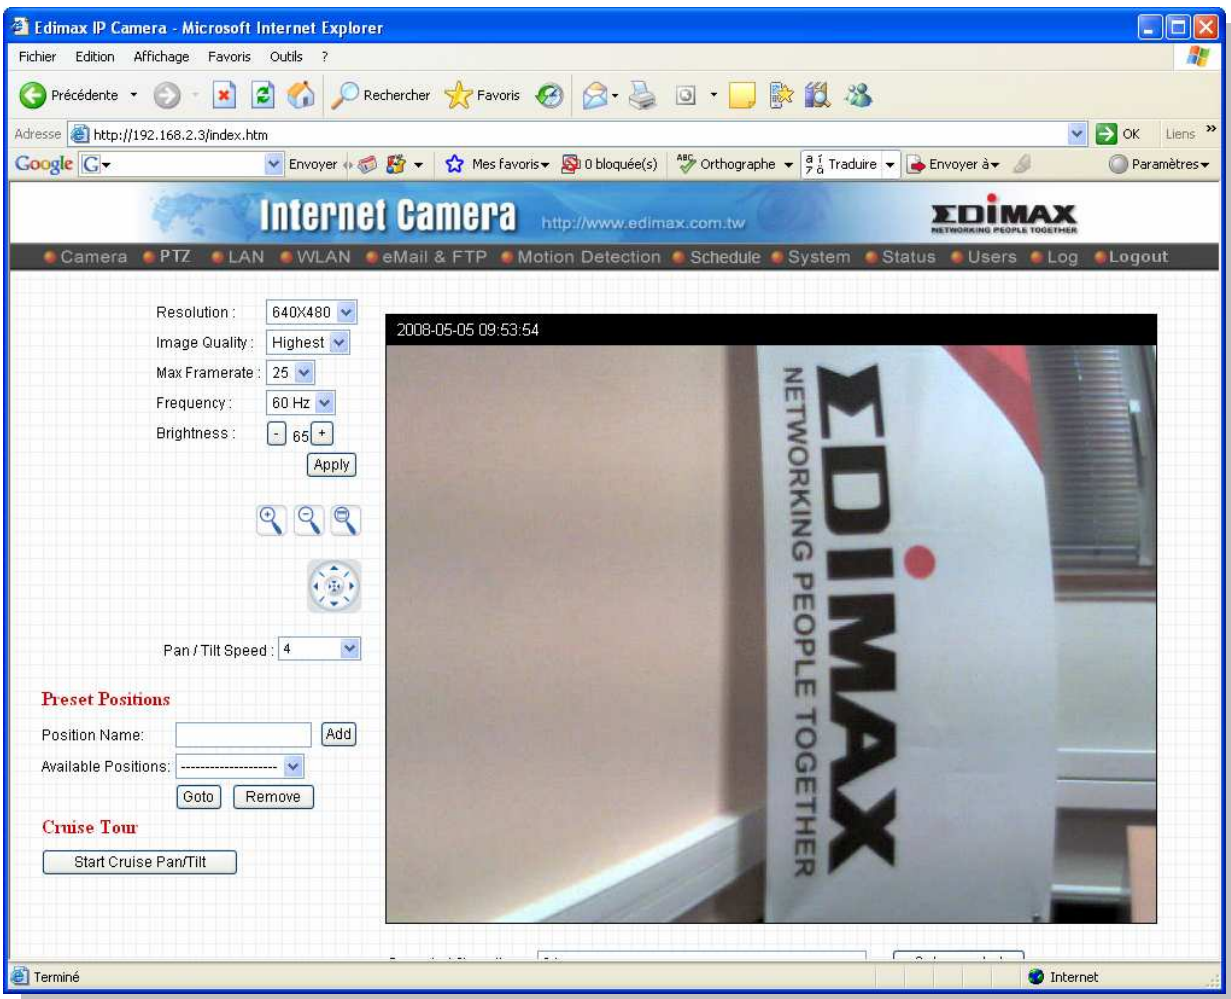 Edimax IP Camera - Microsoft Internet Explorer
Fichier Edition Affichage Favoris Outils ?
Précédente Rechercher Favoris
Adresse http://192.168.2.3/index.htm OK Liens »
Google G Envoyer Mes favoris 0 bloquée(s) ABC Orthographe Traduire Envoyer à Paramètres
Internet Camera http://www.edimax.com.tw EDiMAX
NETWORKING PEOPLE TOGETHER
Camera PTZ LAN WLAN eMail & FTP Motion Detection Schedule System Status Users Log Logout
Resolution : 640X480
Image Quality : Highest
Max Framerate : 25
Frequency : 60 Hz
Brightness : - 65 +
Apply
Pan / Tilt Speed : 4
Preset Positions
Position Name: Add
Available Positions: --------------------
Goto Remove
Cruise Tour
Start Cruise Pan/Tilt
2008-05-05 09:53:54
EDiMAX
NETWORKING PEOPLE TOGETHER
Terminé Internet